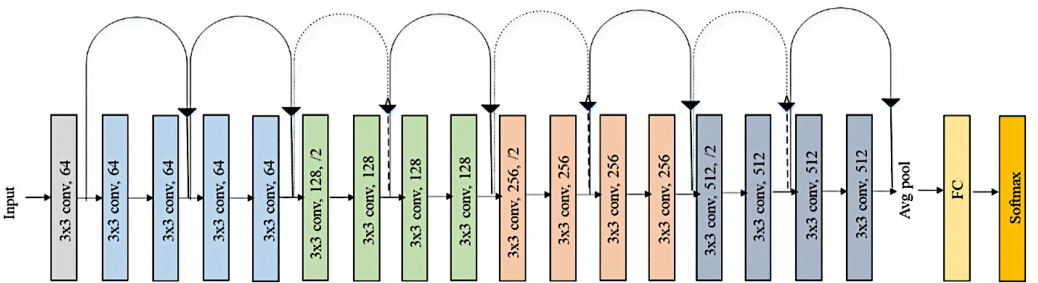 Input
3x3 conv, 64
3x3 conv, 64
3x3 conv, 64
3x3 conv, 64
3x3 conv, 64
3x3 conv, 128, /2
3x3 conv, 128
3x3 conv, 128
3x3 conv, 128
3x3 conv, 256, /2
3x3 conv, 256
3x3 conv, 256
3x3 conv, 256
3x3 conv, 512, /2
3x3 conv, 512
3x3 conv, 512
3x3 conv, 512
Avg pool
FC
Softmax